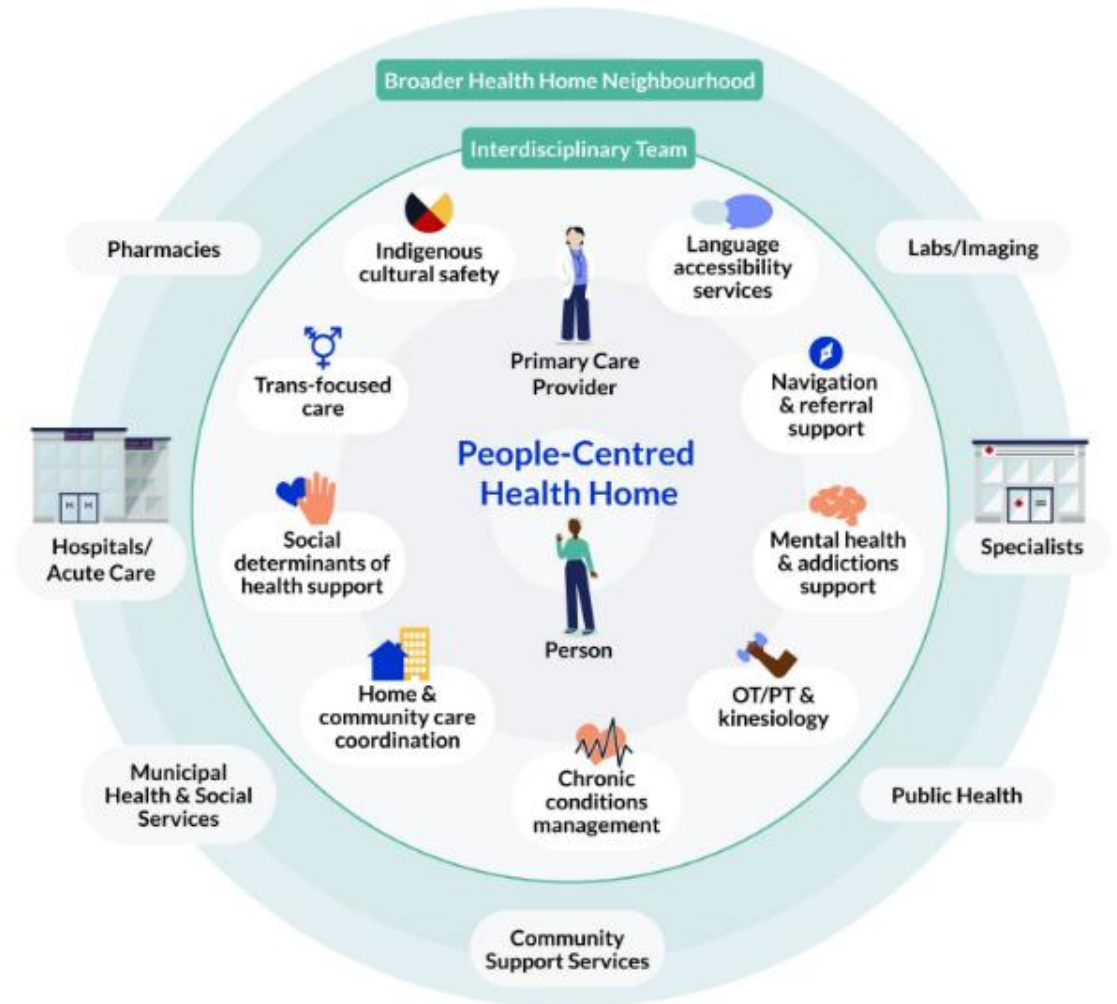 Broader Health Home Neighbourhood
Interdisciplinary Team
Pharmacies
Indigenous
cultural safety
Language
accessibility
services
Labs/Imaging
Trans-focused
care
Primary Care
Provider
Navigation
& referral
support
People-Centred
Health Home
Hospitals/
Acute Care
Social
determinants of
health support
Mental health
& addictions
support
Specialists
Person
Home &
community care
coordination
OT/PT &
kinesiology
Chronic
conditions
management
Municipal
Health & Social
Services
Public Health
Community
Support Services